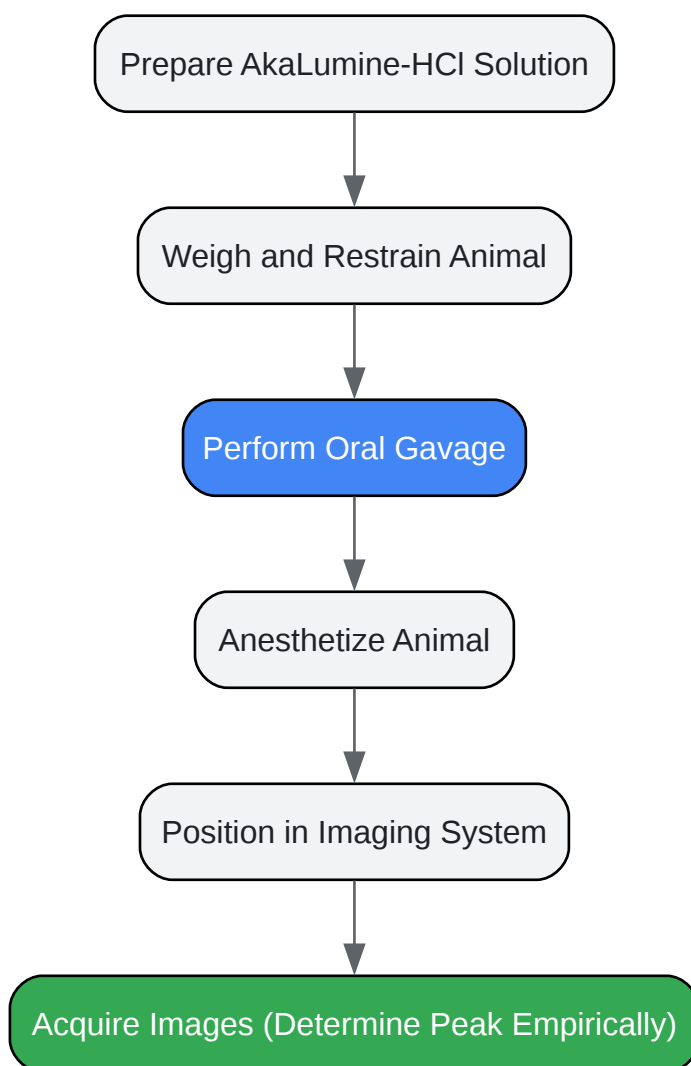 Prepare AkaLumine-HCl Solution
Weigh and Restrain Animal
Perform Oral Gavage
Anesthetize Animal
Position in Imaging System
Acquire Images (Determine Peak Empirically)